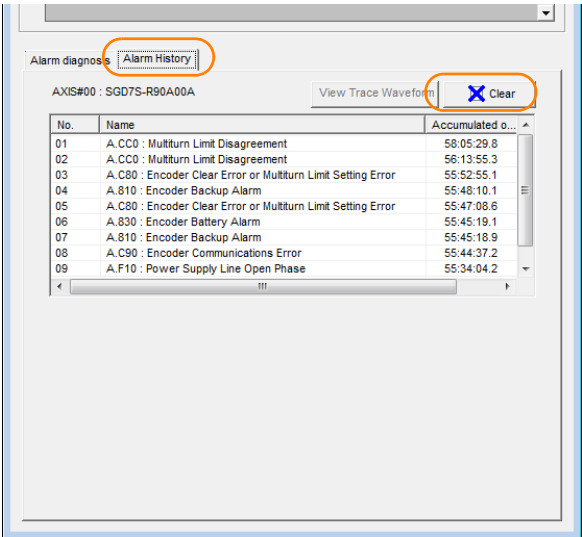 Alarm diagnosis Alarm History
AXIS#00 : SGD7S-R90A00A View Trace Waveform Clear
No. Name Accumulated o...
01 A.CC0 : Multiturn Limit Disagreement 58:05:29.8
02 A.CC0 : Multiturn Limit Disagreement 56:13:55.3
03 A.C80 : Encoder Clear Error or Multiturn Limit Setting Error 55:52:55.1
04 A.810 : Encoder Backup Alarm 55:48:10.1
05 A.C80 : Encoder Clear Error or Multiturn Limit Setting Error 55:47:08.6
06 A.830 : Encoder Battery Alarm 55:45:19.1
07 A.810 : Encoder Backup Alarm 55:45:18.9
08 A.C90 : Encoder Communications Error 55:44:37.2
09 A.F10 : Power Supply Line Open Phase 55:34:04.2